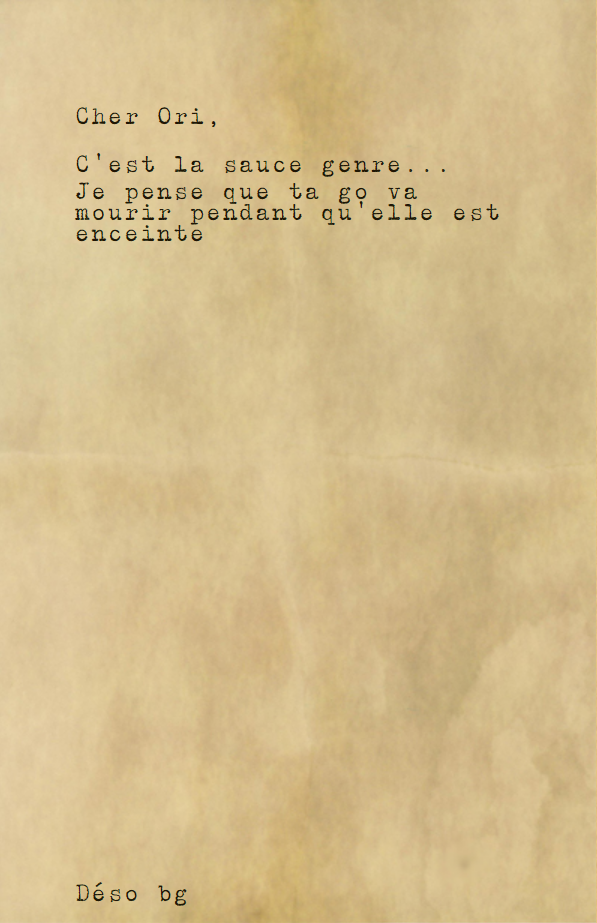 Cher Ori,
C'est la sauce genre...
Je pense que ta go va
mourir pendant qu'elle est
enceinte
Déso bg